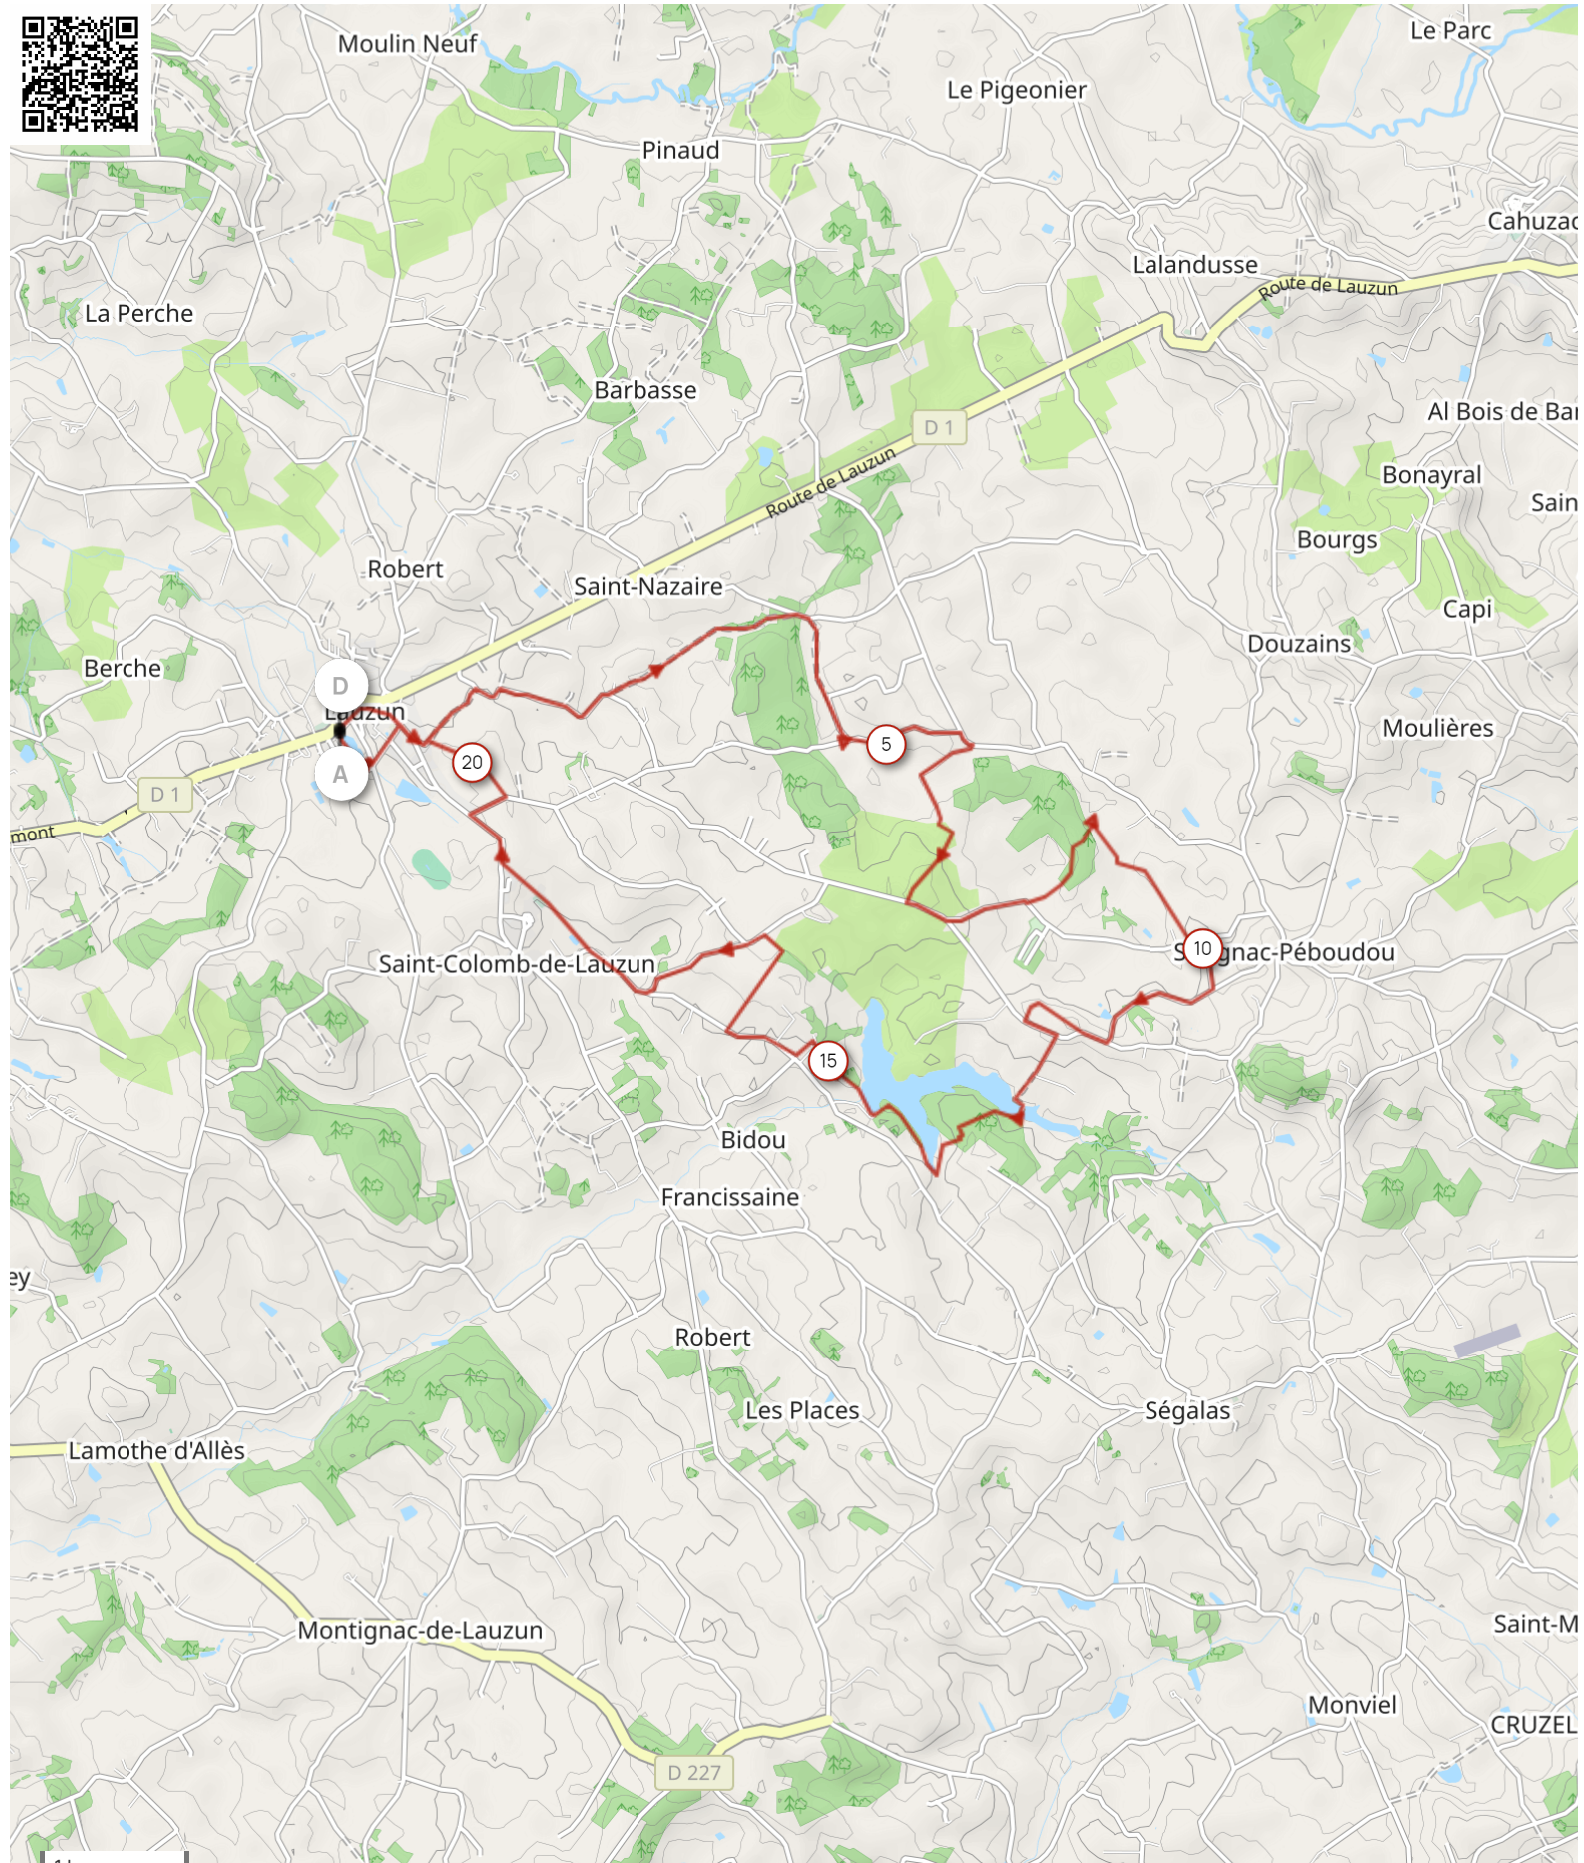 Moulin Neuf
Le Parc
Le Pigeonier
Pinaud
Cahuzac
Lalandusse
Route de Lauzun
La Perche
Barbasse
Al Bois de Bar
D 1
Route de Lauzun
Bonayral
Sain
Bourgs
Robert
Saint-Nazaire
Capi
Douzains
Berche
D
Lauzun
Moulières
5
20
A
D 1
mont
10
gnac-Péboudou
Saint-Colomb-de-Lauzun
15
Bidou
Francissaine
ey
Robert
Les Places
Ségalas
Lamothe d'Allès
Montignac-de-Lauzun
Saint-M
Monviel
CRUZEL
D 227